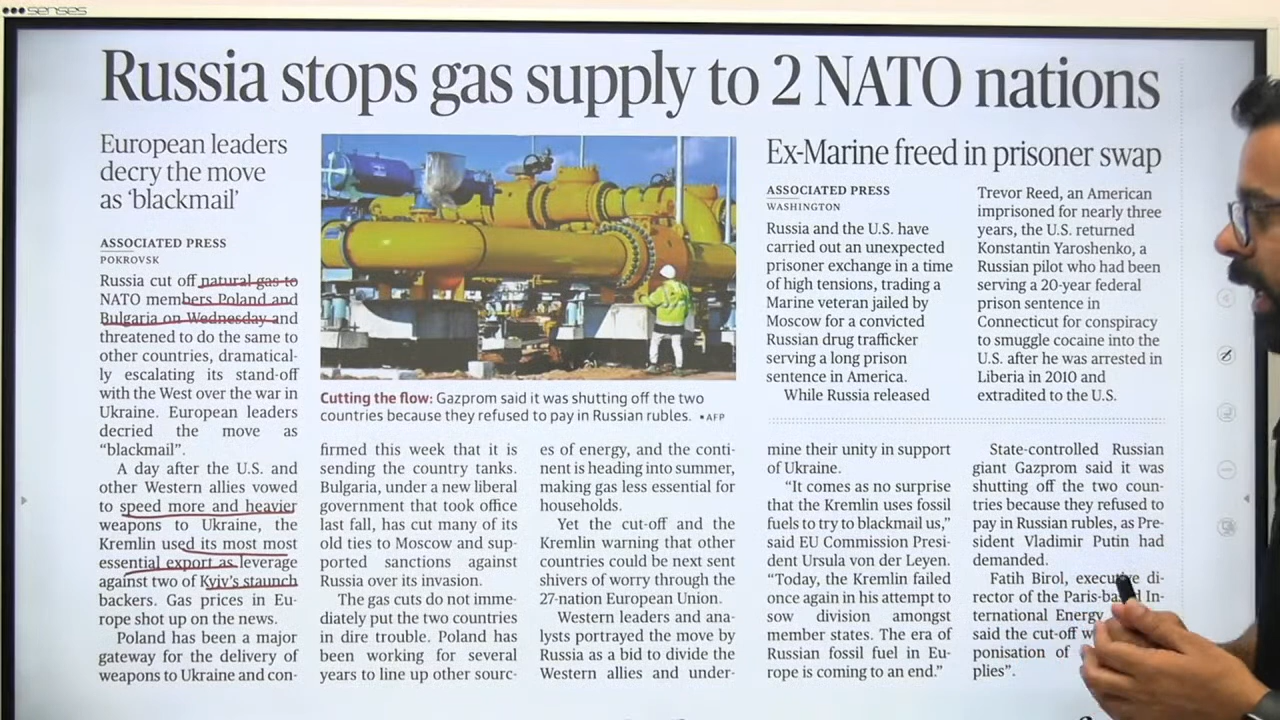 senses
Russia stops gas supply to 2 NATO nations
European leaders
decry the move
as ‘blackmail’
ASSOCIATED PRESS
POKROVSK
Russia cut off natural gas to
NATO members Poland and
Bulgaria on Wednesday and
threatened to do the same to
other countries, dramatical-
ly escalating its stand-off
with the West over the war in
Ukraine. European leaders
decried the move as
“blackmail”.
A day after the U.S. and
other Western allies vowed
to speed more and heavier
weapons to Ukraine, the
Kremlin used its most most
essential export as leverage
against two of Kyiv’s staunch
backers. Gas prices in Eu-
rope shot up on the news.
Poland has been a major
gateway for the delivery of
weapons to Ukraine and con-
Cutting the flow: Gazprom said it was shutting off the two
countries because they refused to pay in Russian rubles. •AFP
firmed this week that it is
sending the country tanks.
Bulgaria, under a new liberal
government that took office
last fall, has cut many of its
old ties to Moscow and sup-
ported sanctions against
Russia over its invasion.
The gas cuts do not imme-
diately put the two countries
in dire trouble. Poland has
been working for several
years to line up other sourc-
es of energy, and the conti-
nent is heading into summer,
making gas less essential for
households.
Yet the cut-off and the
Kremlin warning that other
countries could be next sent
shivers of worry through the
27-nation European Union.
Western leaders and ana-
lysts portrayed the move by
Russia as a bid to divide the
Western allies and under-
mine their unity in support
of Ukraine.
“It comes as no surprise
that the Kremlin uses fossil
fuels to try to blackmail us,”
said EU Commission Presi-
dent Ursula von der Leyen.
“Today, the Kremlin failed
once again in his attempt to
sow division amongst
member states. The era of
Russian fossil fuel in Eu-
rope is coming to an end.”
State-controlled Russian
giant Gazprom said it was
shutting off the two coun-
tries because they refused to
pay in Russian rubles, as Pre-
sident Vladimir Putin had
demanded.
Fatih Birol, executive di-
rector of the Paris-based In-
ternational Energy
said the cut-off
ponisation of
plies”.
Ex-Marine freed in prisoner swap
ASSOCIATED PRESS
WASHINGTON
Russia and the U.S. have
carried out an unexpected
prisoner exchange in a time
of high tensions, trading a
Marine veteran jailed by
Moscow for a convicted
Russian drug trafficker
serving a long prison
sentence in America.
While Russia released
Trevor Reed, an American
imprisoned for nearly three
years, the U.S. returned
Konstantin Yaroshenko, a
Russian pilot who had been
serving a 20-year federal
prison sentence in
Connecticut for conspiracy
to smuggle cocaine into the
U.S. after he was arrested in
Liberia in 2010 and
extradited to the U.S.